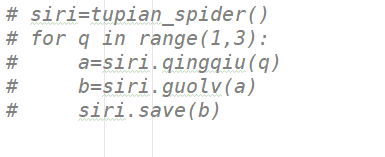 # siri=tupian_spider()
# for q in range(1,3):
#     a=siri.qingqiu(q)
#     b=siri.guolv(a)
#     siri.save(b)